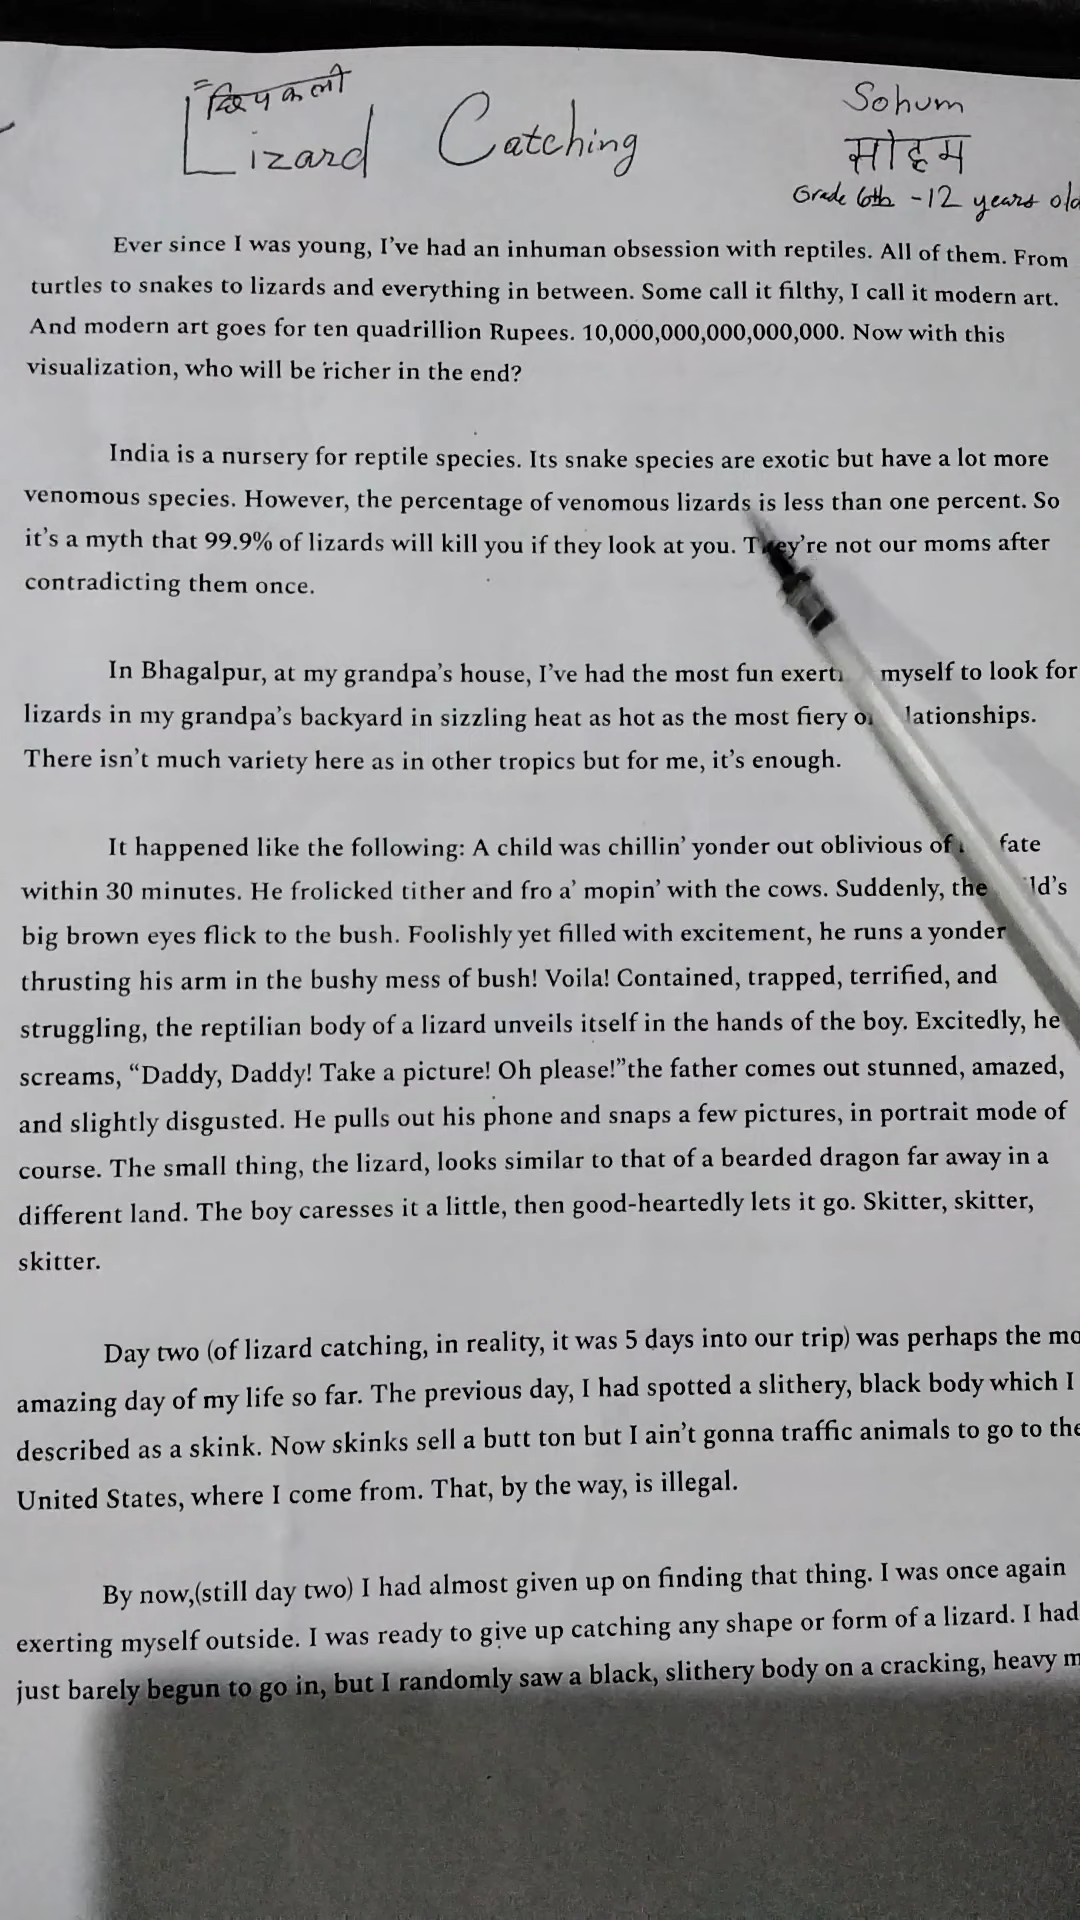 छिपकली
Lizard Catching
Sohum
सोहम
Grade 6th - 12 years old
Ever since I was young, I've had an inhuman obsession with reptiles. All of them. From
turtles to snakes to lizards and everything in between. Some call it filthy, I call it modern art.
And modern art goes for ten quadrillion Rupees. 10,000,000,000,000,000. Now with this
visualization, who will be richer in the end?
India is a nursery for reptile species. Its snake species are exotic but have a lot more
venomous species. However, the percentage of venomous lizards is less than one percent. So
it's a myth that 99.9% of lizards will kill you if they look at you. They're not our moms after
contradicting them once.
In Bhagalpur, at my grandpa's house, I've had the most fun myself to look for
lizards in my grandpa's backyard in sizzling heat as hot as the most fiery
There isn't much variety here as in other tropics but for me, it's enough.
It happened like the following: A child was chillin' yonder out oblivious of fate
within 30 minutes. He frolicked tither and fro a' mopin' with the cows. Suddenly, the
big brown eyes flick to the bush. Foolishly yet filled with excitement, he runs a yonder
thrusting his arm in the bushy mess of bush! Voila! Contained, trapped, terrified, and
struggling, the reptilian body of a lizard unveils itself in the hands of the boy. Excitedly, he
screams, “Daddy, Daddy! Take a picture! Oh please!”the father comes out stunned, amazed,
and slightly disgusted. He pulls out his phone and snaps a few pictures, in portrait mode of
course. The small thing, the lizard, looks similar to that of a bearded dragon far away in a
different land. The boy caresses it a little, then good-heartedly lets it go. Skitter, skitter,
skitter.
Day two (of lizard catching, in reality, it was 5 days into our trip) was perhaps the
amazing day of my life so far. The previous day, I had spotted a slithery, black body which I
described as a skink. Now skinks sell a butt ton but I ain't gonna traffic animals to go to the
United States, where I come from. That, by the way, is illegal.
By now,(still day two) I had almost given up on finding that thing. I was once again
exerting myself outside. I was ready to give up catching any shape or form of a lizard. I had
just barely begun to go in, but I randomly saw a black, slithery body on a cracking, heavy